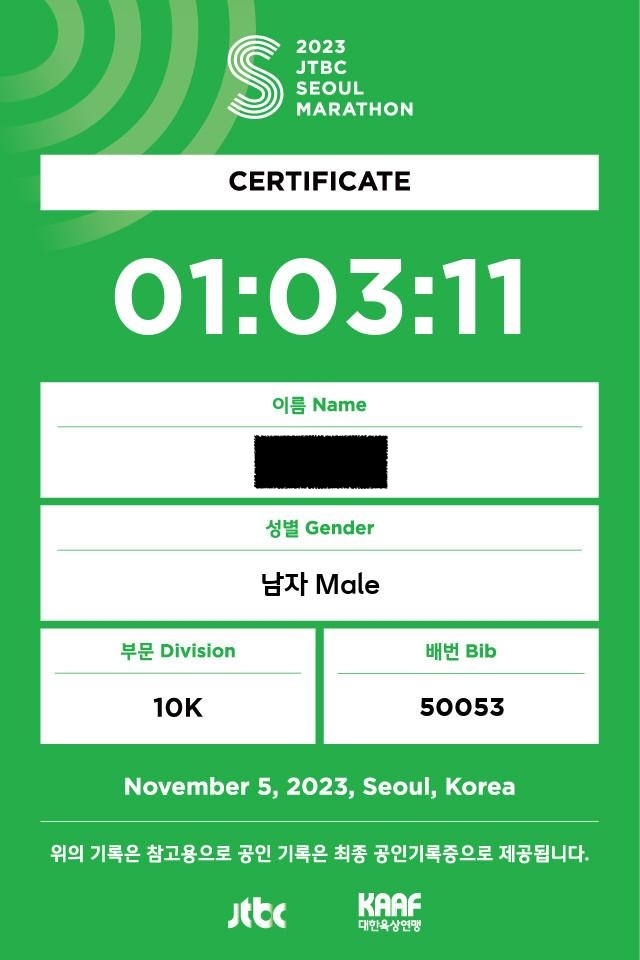 2023
JTBC
SEOUL
MARATHON
CERTIFICATE
01:03:11
이름 Name
성별 Gender
남자 Male
부문 Division
배번 Bib
10K
50053
November 5, 2023, Seoul, Korea
위의 기록은 참고용으로 공인 기록은 최종 공인기록증으로 제공됩니다.
jtbc
KAAF
대한육상연맹